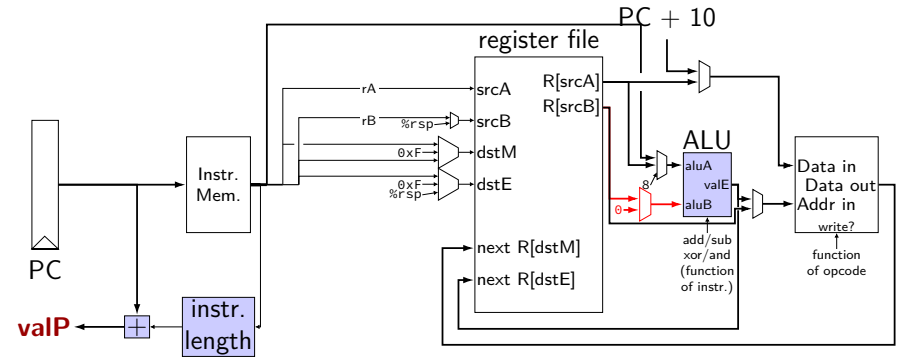 PC + 10
register file
rA
srcA
R[srcA]
R[srcB]
rB
%rsp
srcB
ALU
Instr.
Mem.
0xF
dstM
aluA
valE
8
Data in
Data out
0xF
%rsp
dstE
aluB
0
Addr in
write?
PC
next R[dstM]
add/sub
xor/and
(function
of instr.)
function
of opcode
next R[dstE]
valP
+
instr.
length